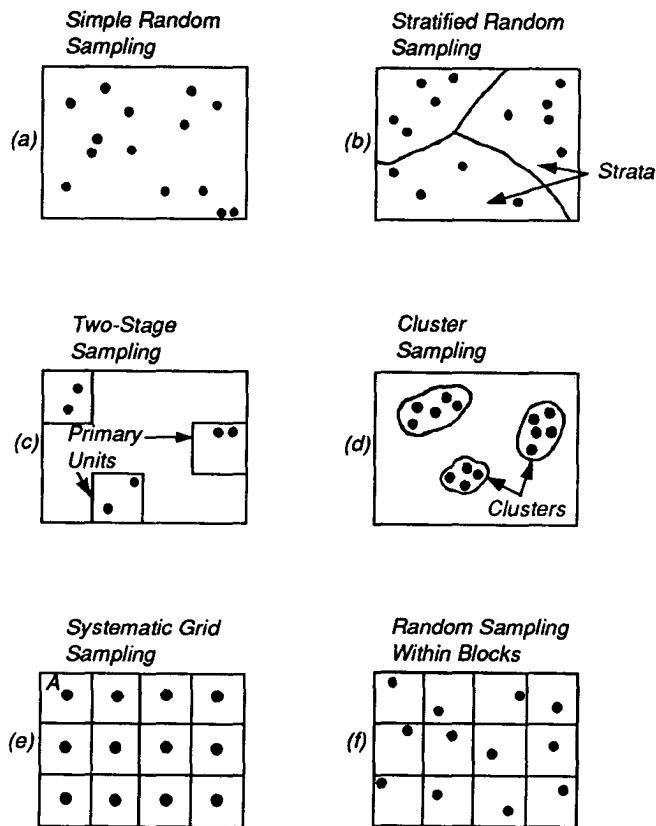 Simple Random
Sampling
(a)
Stratified Random
Sampling
(b)
Strata
Two-Stage
Sampling
(c)
Primary
Units
Cluster
Sampling
(d)
Clusters
Systematic Grid
Sampling
A
(e)
Random Sampling
Within Blocks
(f)